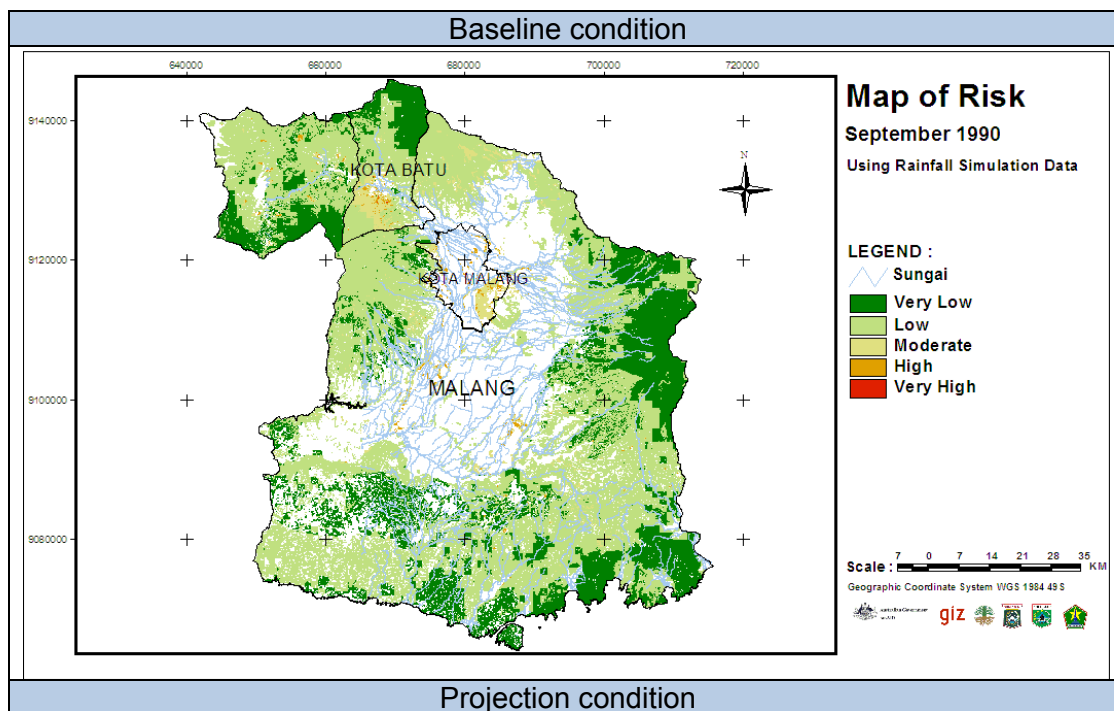 Baseline condition
640000 660000 680000 700000 720000
Map of Risk
September 1990
Using Rainfall Simulation Data
9140000
N
KOTA BATU
9120000
KOTA MALANG
LEGEND :
Sungai
Very Low
Low
Moderate
High
Very High
MALANG
9100000
9080000
Scale :
7 0 7 14 21 28 35
KM
Geographic Coordinate System WGS 1984 49 S
giz
Projection condition